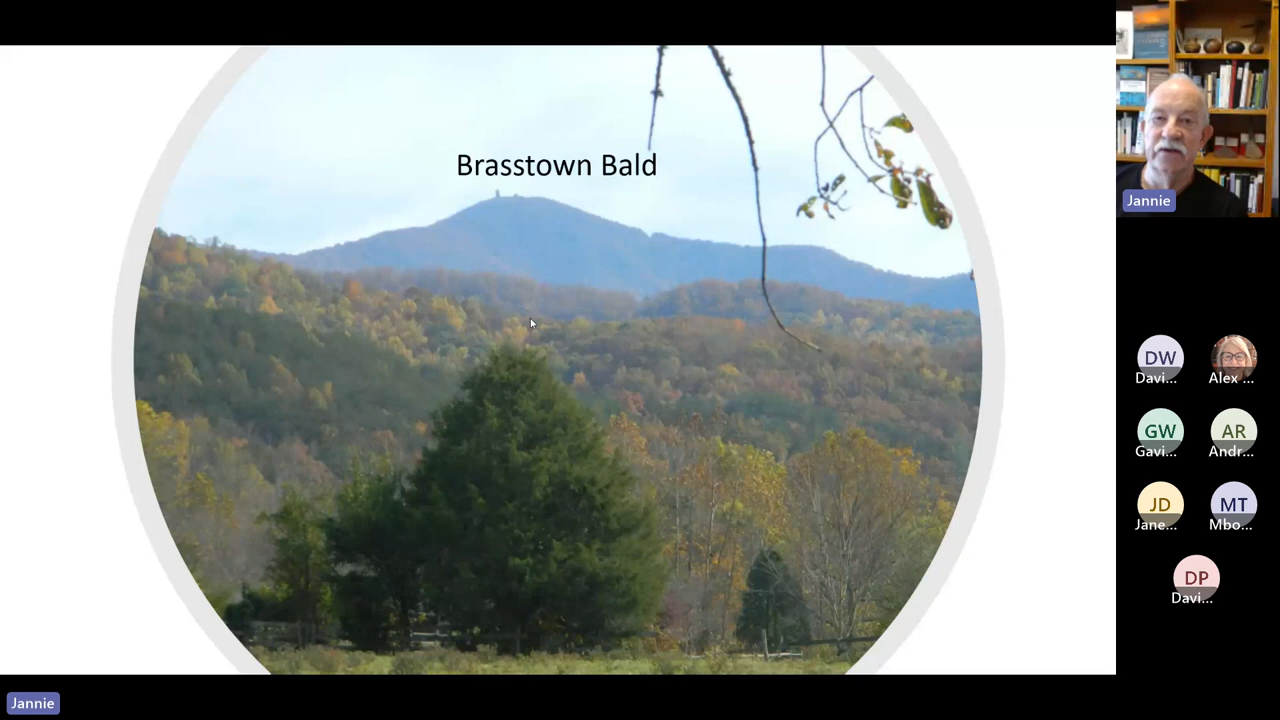 Brasstown Bald
Jannie
DW
Davi...
Alex ...
GW
Gavi...
AR
Andr...
JD
Jane...
MT
Mbo...
DP
Davi...
Jannie